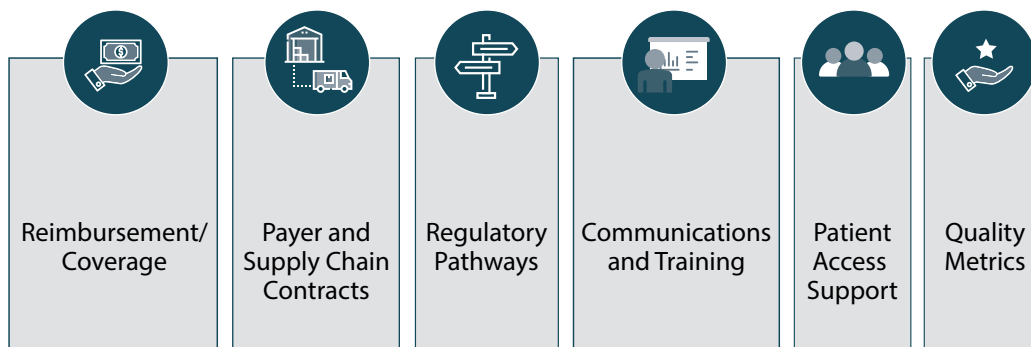 Reimbursement/
Coverage
Payer and
Supply Chain
Contracts
Regulatory
Pathways
Communications
and Training
Patient
Access
Support
Quality
Metrics